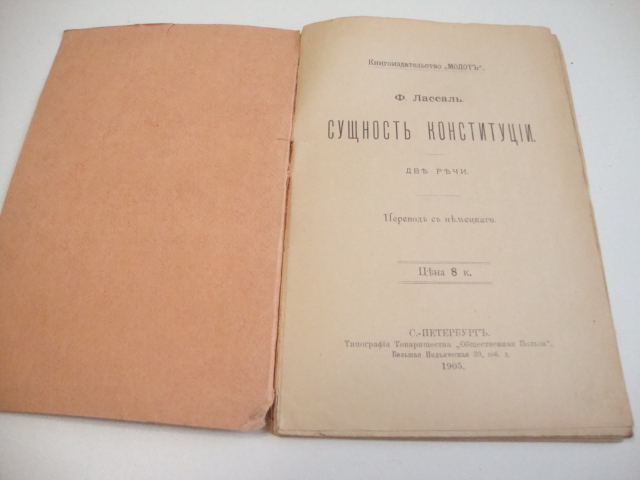 Книгоиздательство „МОЛОТЪ“.
Ф. Лассаль.
СУЩНОСТЬ КОНСТИТУЦІИ.
ДВѢ РѢЧИ.
Переводъ съ нѣмецкаго.
Цѣна 8 к.
С.-ПЕТЕРБУРГЪ.
Типографія Товарищества „Общественная Польза“,
Большая Подъяческая 39, соб. д.
1905.